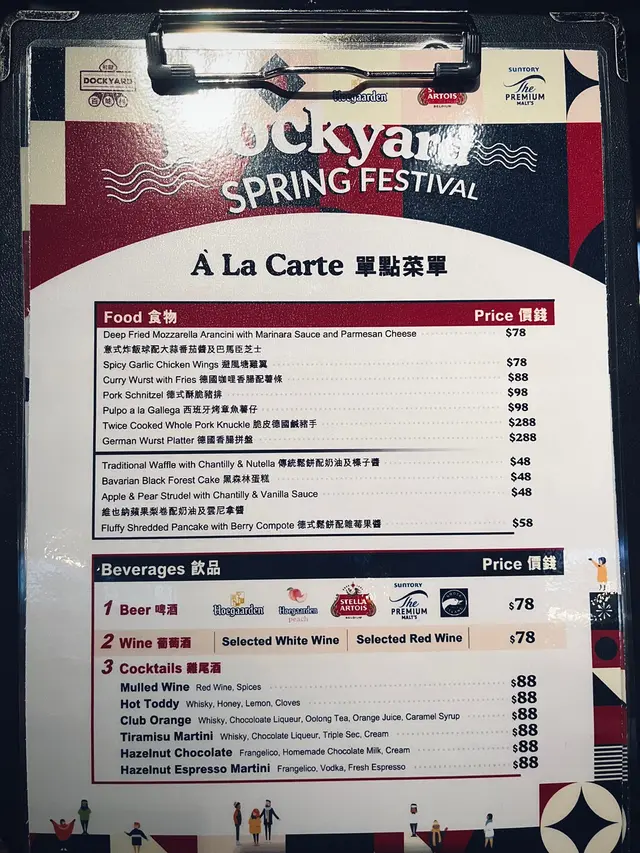 DOCKYARD
Hoegaarden
STELLA ARTOIS
BELGIUM
SUNTORY
The PREMIUM MALT'S
Dockyard
SPRING FESTIVAL
À La Carte 單點菜單
Food 食物 Price 價錢
Deep Fried Mozzarella Arancini with Marinara Sauce and Parmesan Cheese $78
意式炸飯球配大蒜番茄醬及巴馬臣芝士
Spicy Garlic Chicken Wings 避風塘雞翼 $78
Curry Wurst with Fries 德國咖哩香腸配薯條 $88
Pork Schnitzel 德式酥脆豬排 $98
Pulpo a la Gallega 西班牙烤章魚薯仔 $98
Twice Cooked Whole Pork Knuckle 脆皮德國鹹豬手 $288
German Wurst Platter 德國香腸拼盤 $288
Traditional Waffle with Chantilly & Nutella 傳統鬆餅配奶油及榛子醬 $48
Bavarian Black Forest Cake 黑森林蛋糕 $48
Apple & Pear Strudel with Chantilly & Vanilla Sauce $48
維也納蘋果梨卷配奶油及雲尼拿醬
Fluffy Shredded Pancake with Berry Compote 德式鬆餅配雜莓果醬 $58
Beverages 飲品 Price 價錢
1 Beer 啤酒 Hoegaarden Hoegaarden peach STELLA ARTOIS BELGIUM SUNTORY The PREMIUM MALT'S $78
2 Wine 葡萄酒 Selected White Wine Selected Red Wine $78
3 Cocktails 雞尾酒
Mulled Wine Red Wine, Spices $88
Hot Toddy Whisky, Honey, Lemon, Cloves $88
Club Orange Whisky, Chocoloate Liqueur, Oolong Tea, Orange Juice, Caramel Syrup $88
Tiramisu Martini Whisky, Chocolate Liqueur, Triple Sec, Cream $88
Hazelnut Chocolate Frangelico, Homemade Chocolate Milk, Cream $88
Hazelnut Espresso Martini Frangelico, Vodka, Fresh Espresso $88